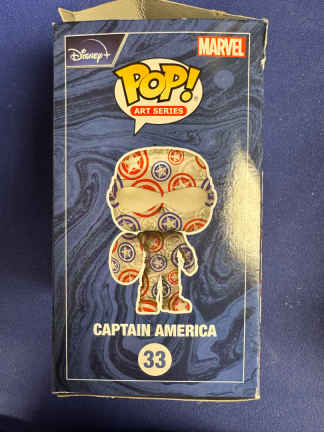 Disney+
MARVEL
POP!
ART SERIES
CAPTAIN AMERICA
33